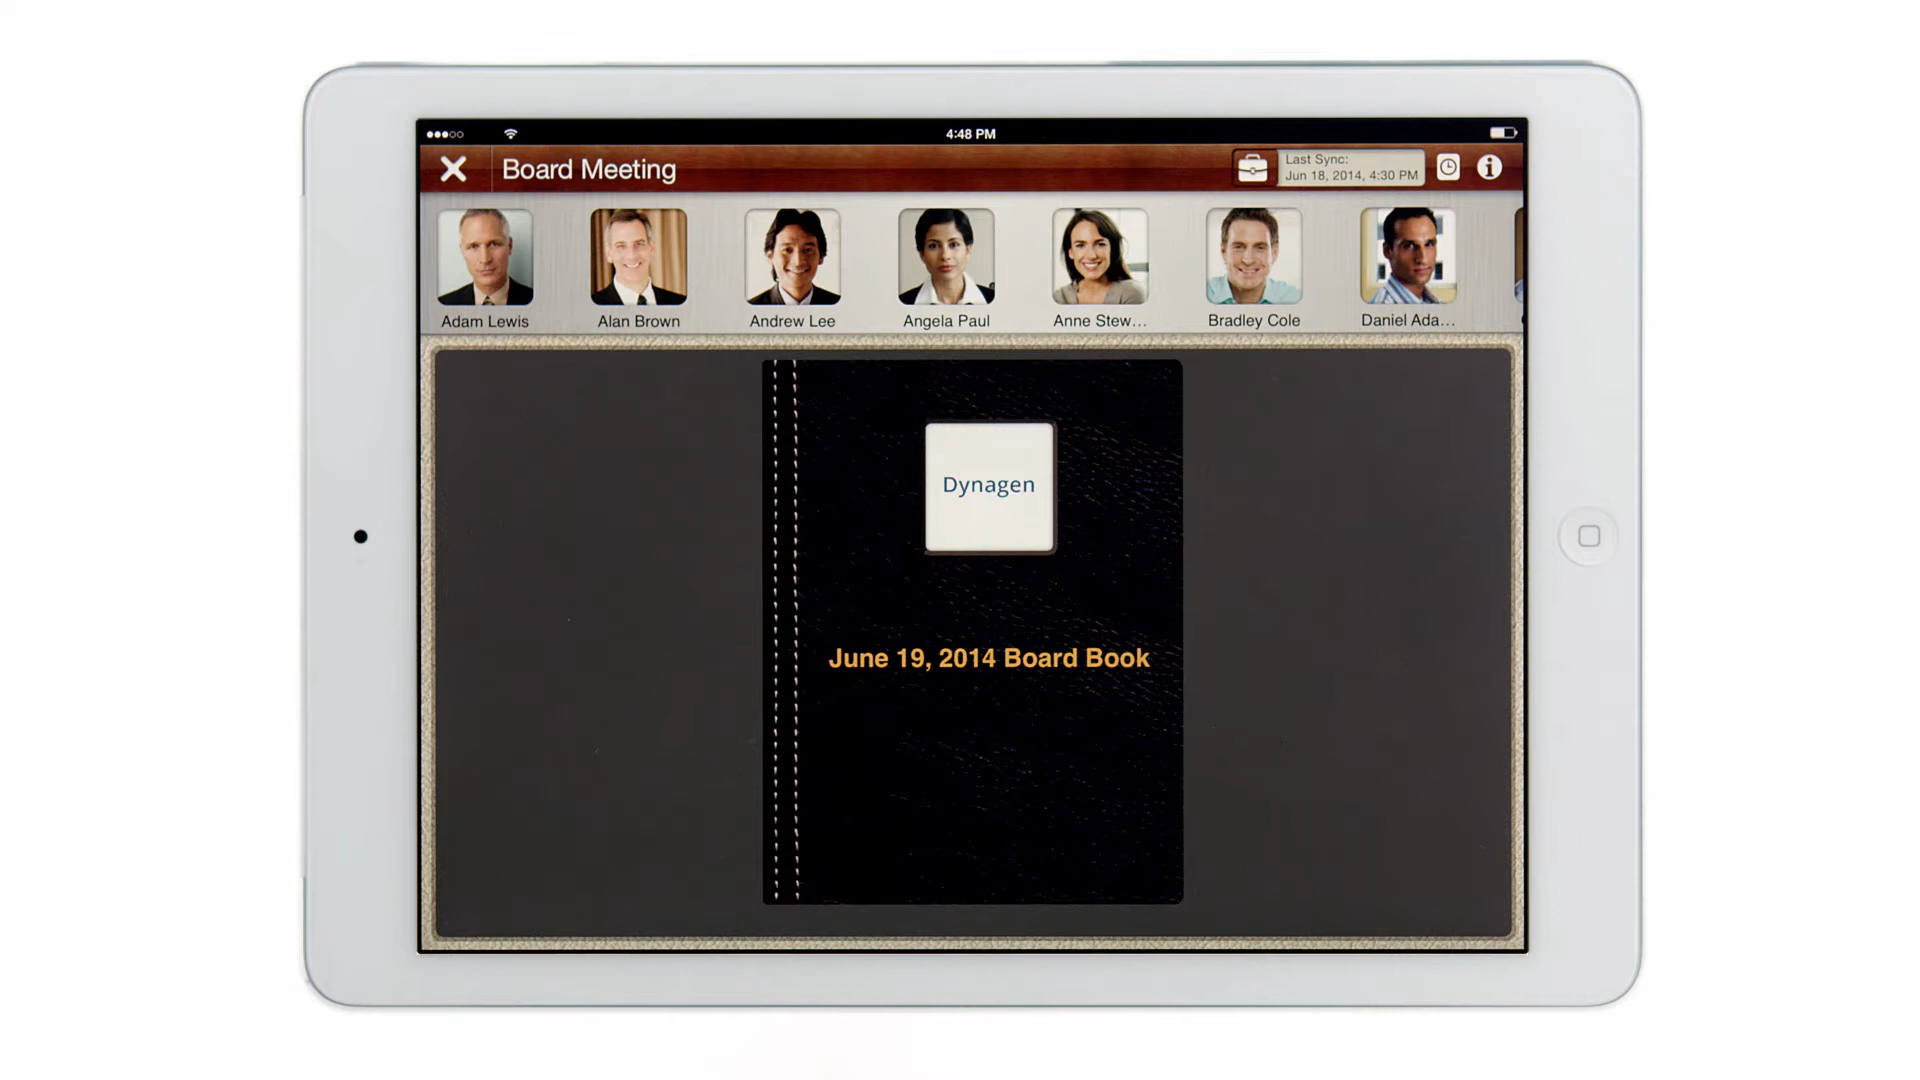 4:48 PM
Board Meeting
Last Sync:
Jun 18, 2014, 4:30 PM
Adam Lewis
Alan Brown
Andrew Lee
Angela Paul
Anne Stew...
Bradley Cole
Daniel Ada...
Dynagen
June 19, 2014 Board Book